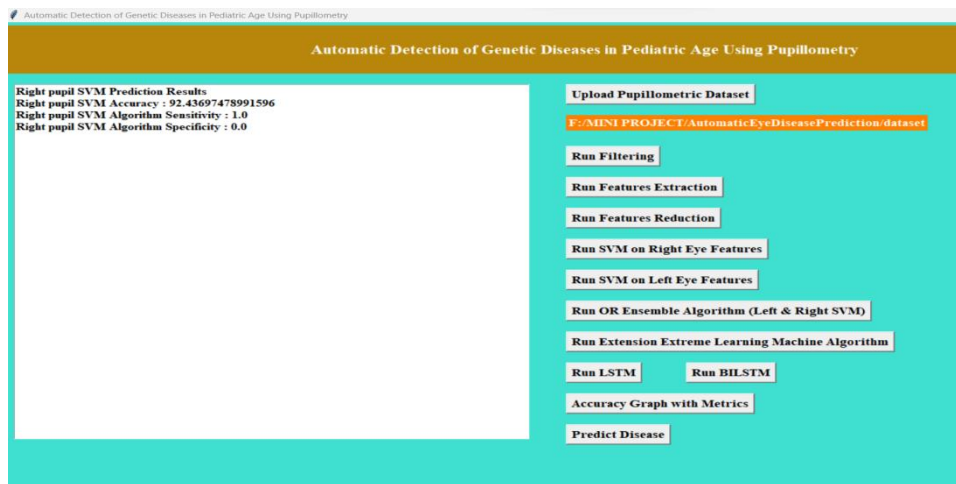 Automatic Detection of Genetic Diseases in Pediatric Age Using Pupillometry
Automatic Detection of Genetic Diseases in Pediatric Age Using Pupillometry
Right pupil SVM Prediction Results
Right pupil SVM Accuracy : 92.43697478991596
Right pupil SVM Algorithm Sensitivity : 1.0
Right pupil SVM Algorithm Specificity : 0.0
Upload Pupillometric Dataset
F:/MINI PROJECT/AutomaticEyeDiseasePrediction/dataset
Run Filtering
Run Features Extraction
Run Features Reduction
Run SVM on Right Eye Features
Run SVM on Left Eye Features
Run OR Ensemble Algorithm (Left & Right SVM)
Run Extension Extreme Learning Machine Algorithm
Run LSTM
Run BILSTM
Accuracy Graph with Metrics
Predict Disease